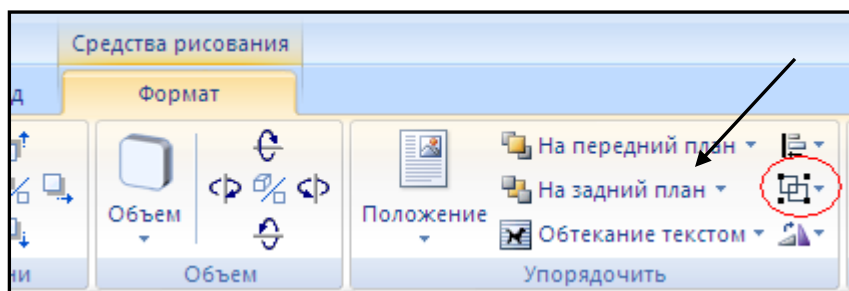 Средства рисования
д
Формат
На передний план
На задний план
Объем
Положение
Обтекание текстом
ни
Объем
Упорядочить